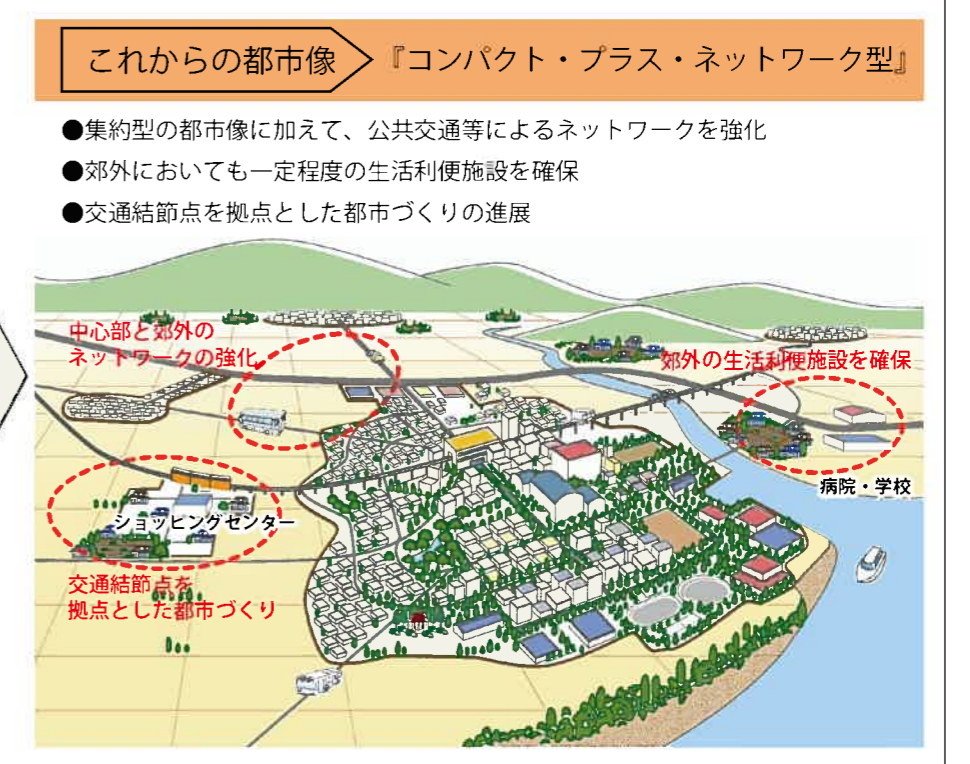 これからの都市像
『コンパクト・プラス・ネットワーク型』
●集約型の都市像に加えて、公共交通等によるネットワークを強化
●郊外においても一定程度の生活利便施設を確保
●交通結節点を拠点とした都市づくりの進展
中心部と郊外の
ネットワークの強化
郊外の生活利便施設を確保
病院・学校
ショッピングセンター
交通結節点を
拠点とした都市づくり